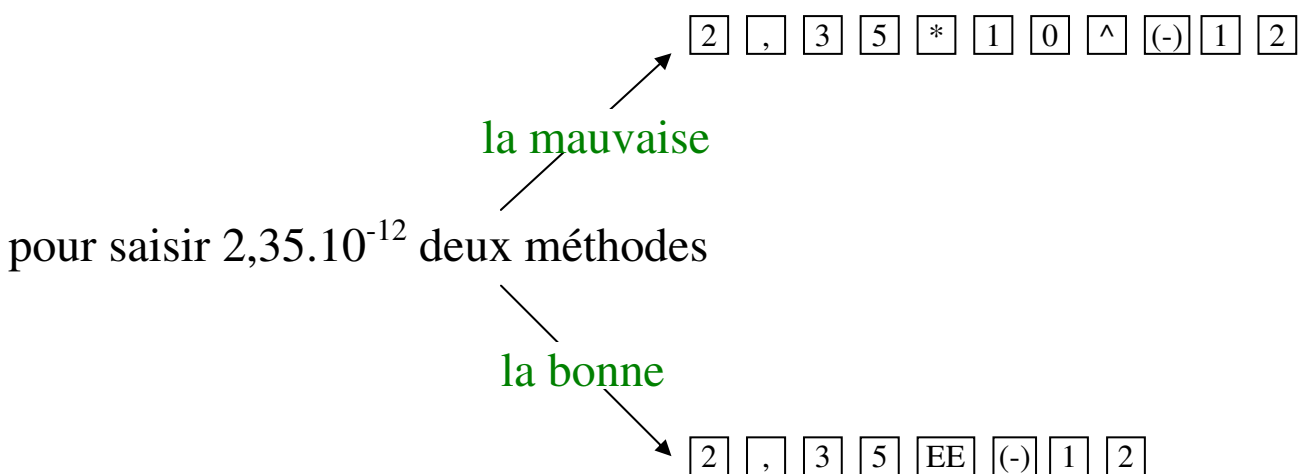 2 , 3 5 * 1 0 ^ (-) 1 2
la mauvaise
pour saisir 2,35.10⁻¹² deux méthodes
la bonne
2 , 3 5 EE (-) 1 2